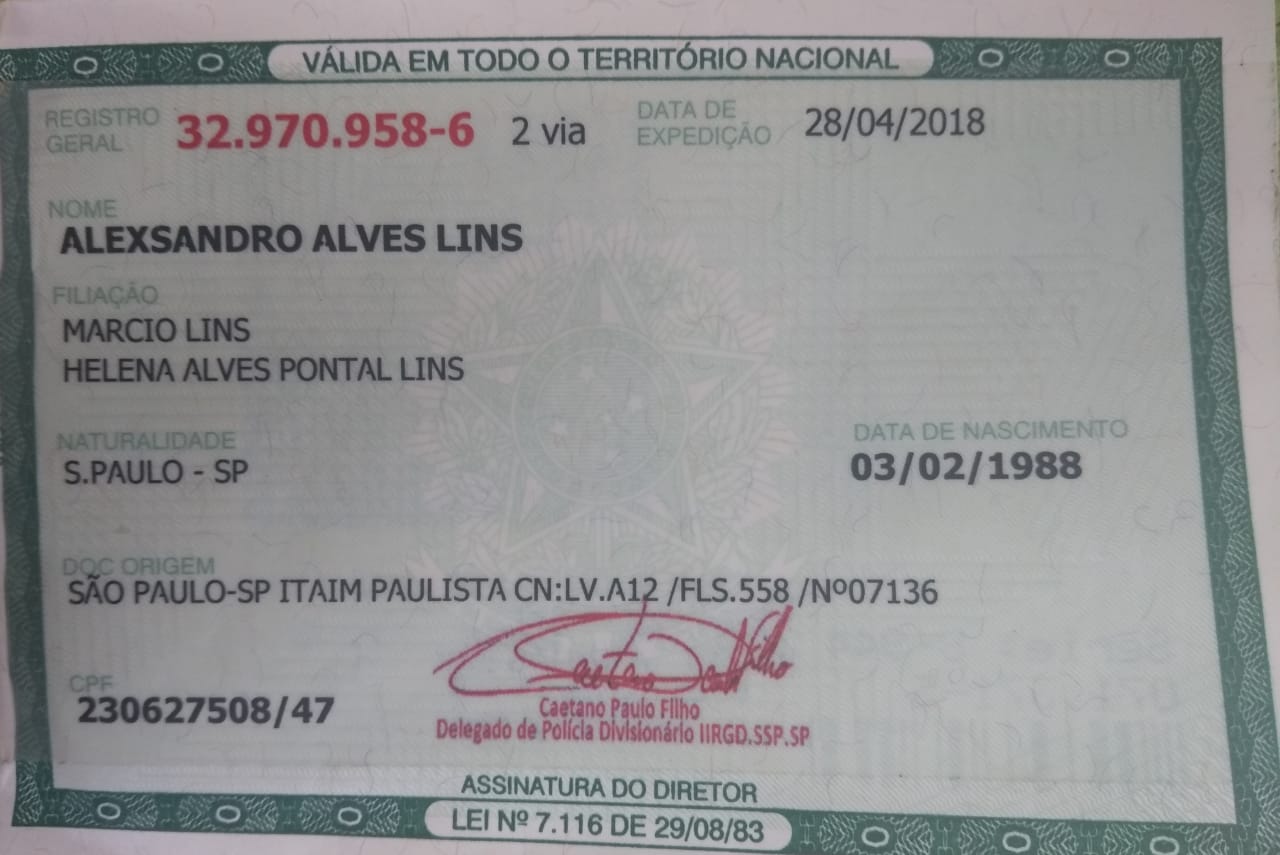 VÁLIDA EM TODO O TERRITÓRIO NACIONAL
REGISTRO GERAL 32.970.958-6 2 via DATA DE EXPEDIÇÃO 28/04/2018
NOME
ALEXSANDRO ALVES LINS
FILIAÇÃO
MARCIO LINS
HELENA ALVES PONTAL LINS
NATURALIDADE
S.PAULO - SP
DATA DE NASCIMENTO
03/02/1988
DOC ORIGEM
SÃO PAULO-SP ITAIM PAULISTA CN:LV.A12 /FLS.558 /Nº07136
CPF
230627508/47
Caetano Paulo Filho
Delegado de Polícia Divisionário IIRGD.SSP.SP
ASSINATURA DO DIRETOR
LEI Nº 7.116 DE 29/08/83